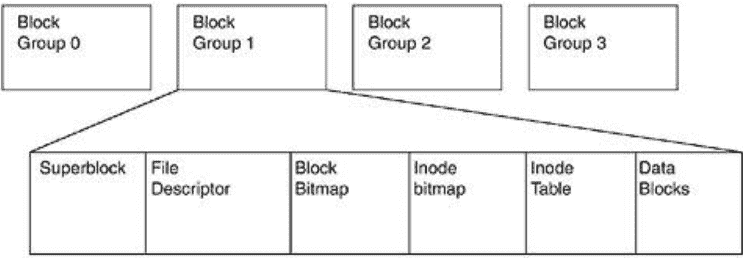 Block
Group 0
Block
Group 1
Block
Group 2
Block
Group 3
Superblock
File
Descriptor
Block
Bitmap
Inode
bitmap
Inode
Table
Data
Blocks